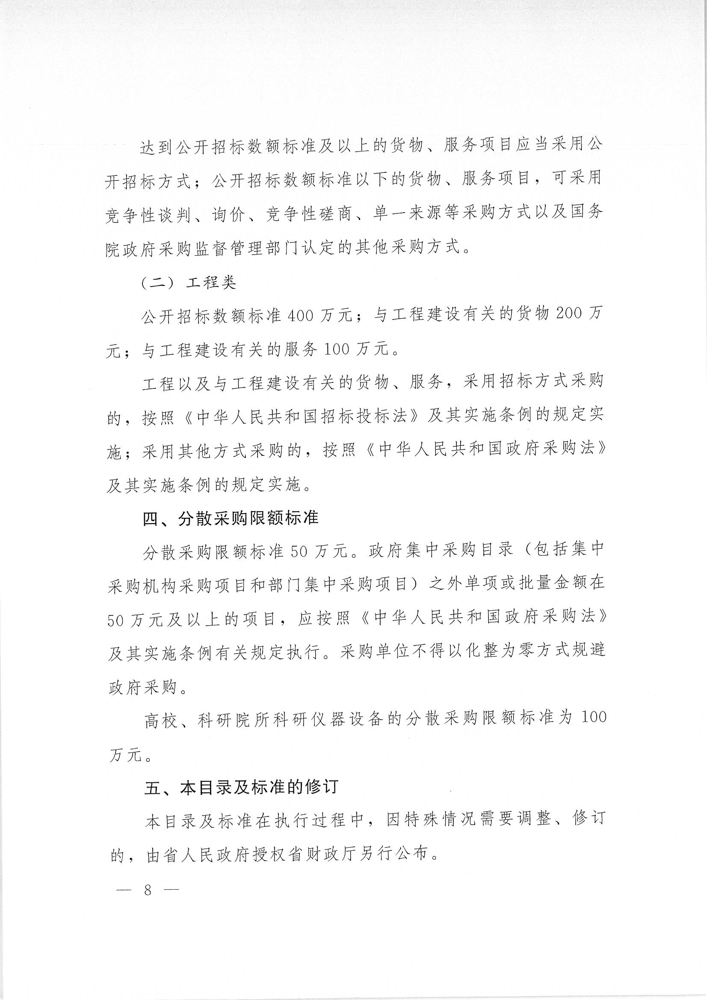 达到公开招标数额标准及以上的货物、服务项目应当采用公
开招标方式；公开招标数额标准以下的货物、服务项目，可采用
竞争性谈判、询价、竞争性磋商、单一来源等采购方式以及国务
院政府采购监督管理部门认定的其他采购方式。
（二）工程类
公开招标数额标准 400 万元；与工程建设有关的货物 200 万
元；与工程建设有关的服务 100 万元。
工程以及与工程建设有关的货物、服务，采用招标方式采购
的，按照《中华人民共和国招标投标法》及其实施条例的规定实
施；采用其他方式采购的，按照《中华人民共和国政府采购法》
及其实施条例的规定实施。
四、分散采购限额标准
分散采购限额标准 50 万元。政府集中采购目录（包括集中
采购机构采购项目和部门集中采购项目）之外单项或批量金额在
50 万元及以上的项目，应按照《中华人民共和国政府采购法》
及其实施条例有关规定执行。采购单位不得以化整为零方式规避
政府采购。
高校、科研院所科研仪器设备的分散采购限额标准为 100
万元。
五、本目录及标准的修订
本目录及标准在执行过程中，因特殊情况需要调整、修订
的，由省人民政府授权省财政厅另行公布。
— 8 —